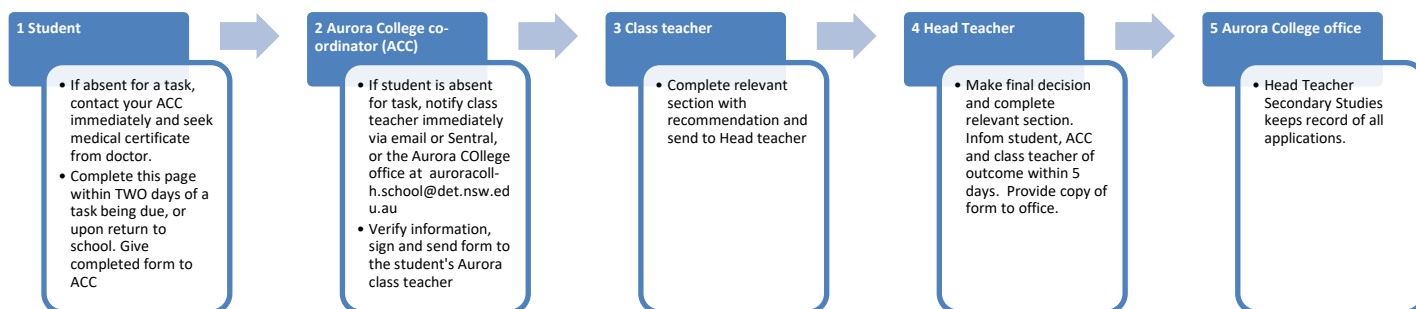 1 Student
• If absent for a task,
contact your ACC
immediately and seek
medical certificate
from doctor.
• Complete this page
within TWO days of a
task being due, or
upon return to
school. Give
completed form to
ACC
2 Aurora College co-
ordinator (ACC)
• If student is absent
for task, notify class
teacher immediately
via email or Sentral,
or the Aurora COllege
office at auroracoll-
h.school@det.nsw.ed
u.au
• Verify information,
sign and send form to
the student's Aurora
class teacher
3 Class teacher
• Complete relevant
section with
recommendation and
send to Head teacher
4 Head Teacher
• Make final decision
and complete
relevant section.
Infom student, ACC
and class teacher of
outcome within 5
days. Provide copy of
form to office.
5 Aurora College office
• Head Teacher
Secondary Studies
keeps record of all
applications.